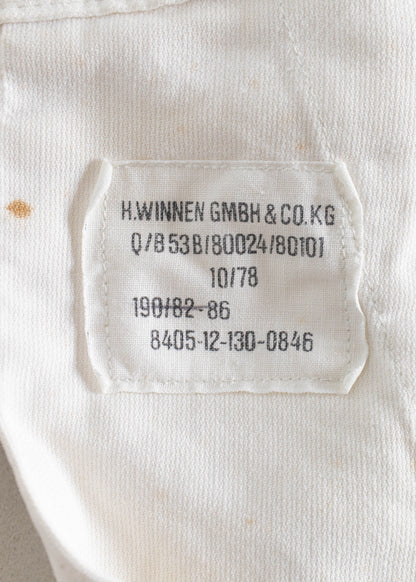 H.WINNEN GMBH & CO.KG
Q/B 53B/80024/80101
10/78
190/82-86
8405-12-130-0846